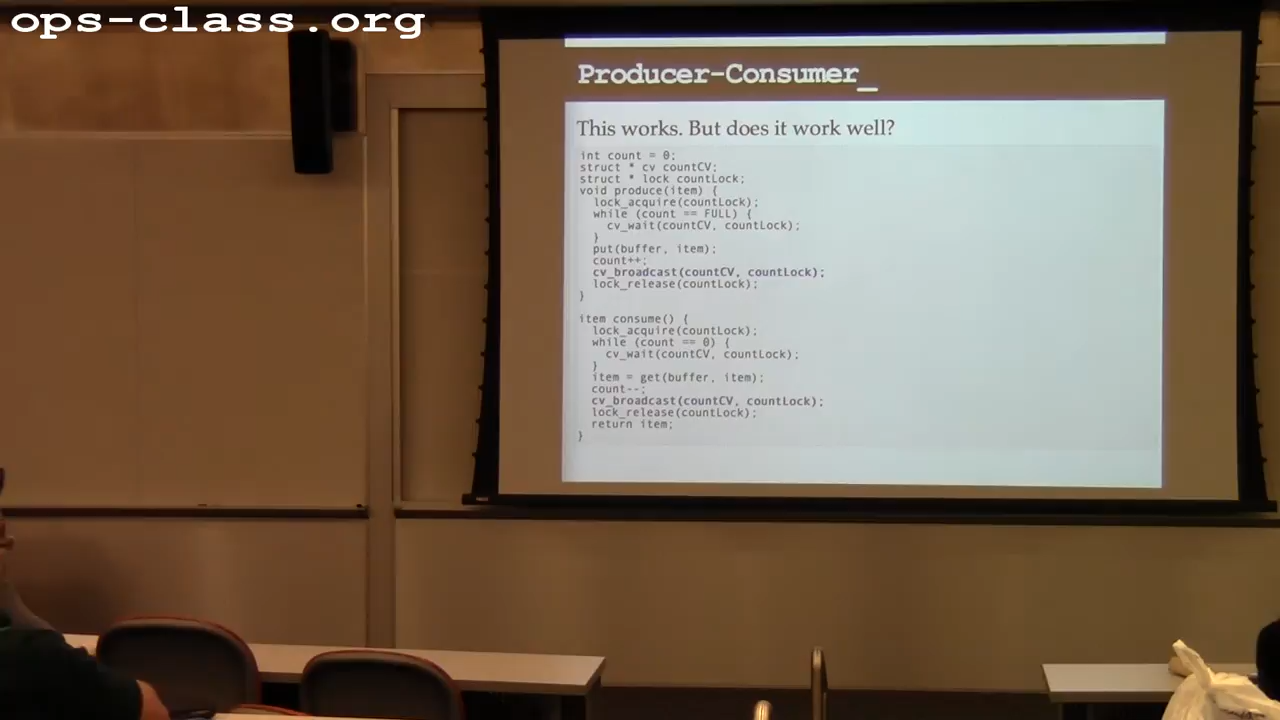 ops-class.org
Producer-Consumer_
This works. But does it work well?
int count = 0;
struct * cv countCV;
struct * lock countLock;
void produce(item) {
lock_acquire(countLock);
while (count == FULL) {
cv_wait(countCV, countLock);
}
put(buffer, item);
count++;
cv_broadcast(countCV, countLock);
lock_release(countLock);
}
item consume() {
lock_acquire(countLock);
while (count == 0) {
cv_wait(countCV, countLock);
}
item = get(buffer, item);
count--;
cv_broadcast(countCV, countLock);
lock_release(countLock);
return item;
}